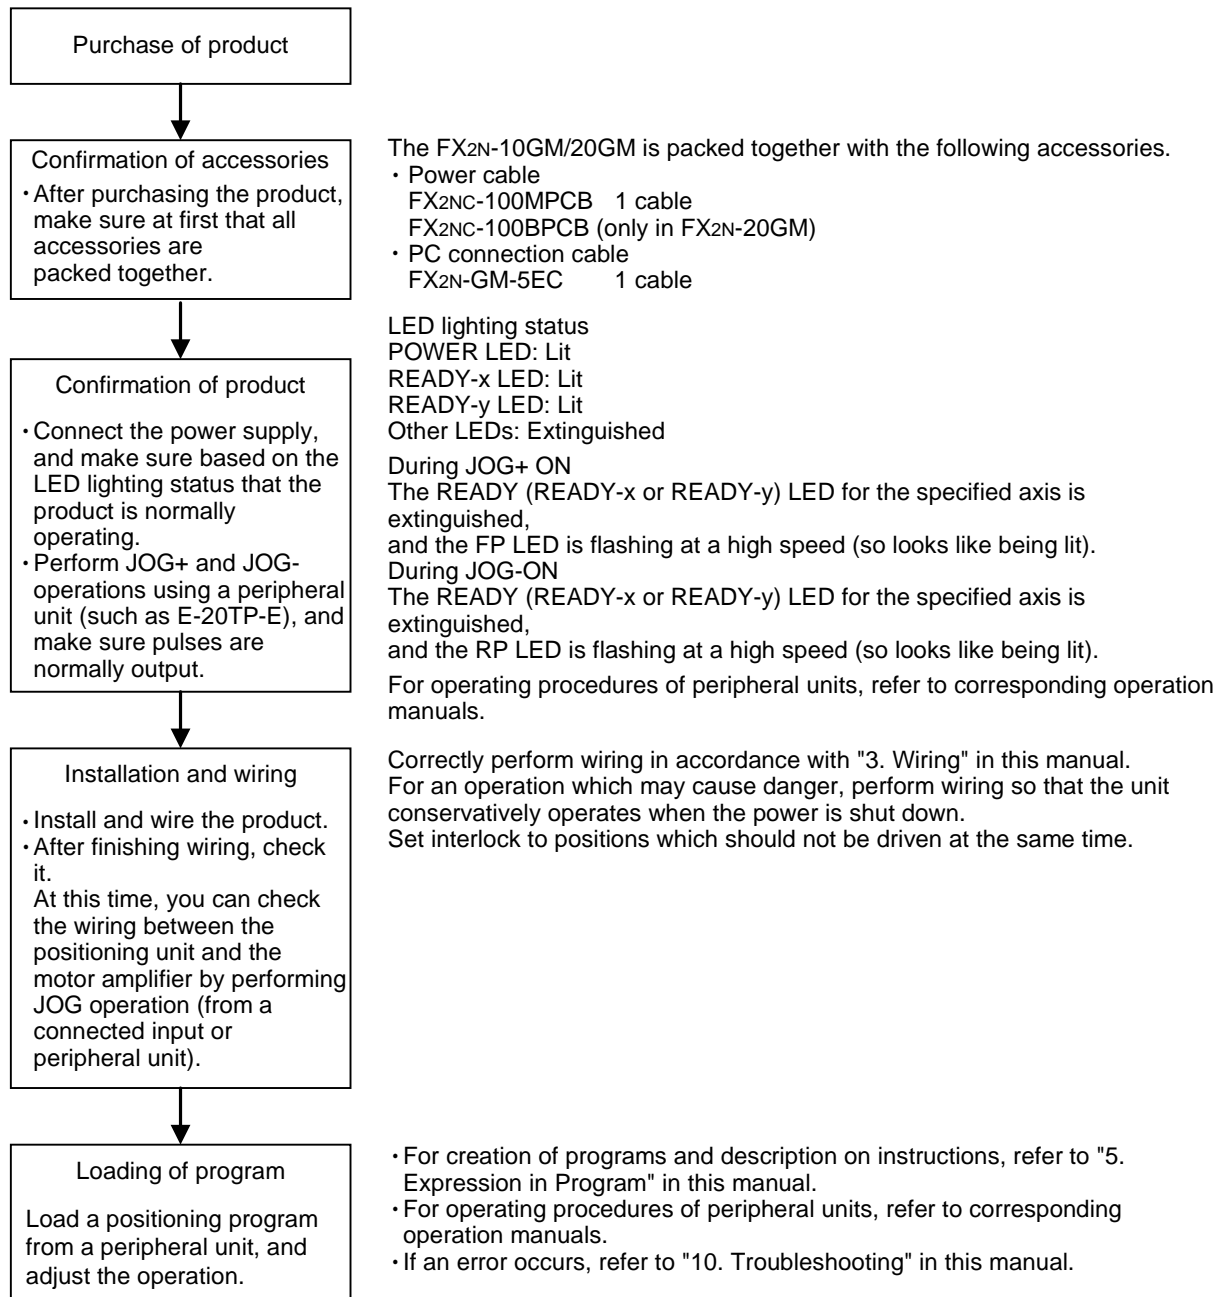 Purchase of product
Confirmation of accessories
・After purchasing the product,
make sure at first that all
accessories are
packed together.
The FX2N-10GM/20GM is packed together with the following accessories.
・Power cable
FX2NC-100MPCB 1 cable
FX2NC-100BPCB (only in FX2N-20GM)
・PC connection cable
FX2N-GM-5EC 1 cable
Confirmation of product
・Connect the power supply,
and make sure based on the
LED lighting status that the
product is normally
operating.
・Perform JOG+ and JOG-
operations using a peripheral
unit (such as E-20TP-E), and
make sure pulses are
normally output.
LED lighting status
POWER LED: Lit
READY-x LED: Lit
READY-y LED: Lit
Other LEDs: Extinguished
During JOG+ ON
The READY (READY-x or READY-y) LED for the specified axis is
extinguished,
and the FP LED is flashing at a high speed (so looks like being lit).
During JOG-ON
The READY (READY-x or READY-y) LED for the specified axis is
extinguished,
and the RP LED is flashing at a high speed (so looks like being lit).
For operating procedures of peripheral units, refer to corresponding operation
manuals.
Installation and wiring
・Install and wire the product.
・After finishing wiring, check
it.
At this time, you can check
the wiring between the
positioning unit and the
motor amplifier by performing
JOG operation (from a
connected input or
peripheral unit).
Correctly perform wiring in accordance with "3. Wiring" in this manual.
For an operation which may cause danger, perform wiring so that the unit
conservatively operates when the power is shut down.
Set interlock to positions which should not be driven at the same time.
Loading of program
Load a positioning program
from a peripheral unit, and
adjust the operation.
・For creation of programs and description on instructions, refer to "5.
Expression in Program" in this manual.
・For operating procedures of peripheral units, refer to corresponding
operation manuals.
・If an error occurs, refer to "10. Troubleshooting" in this manual.